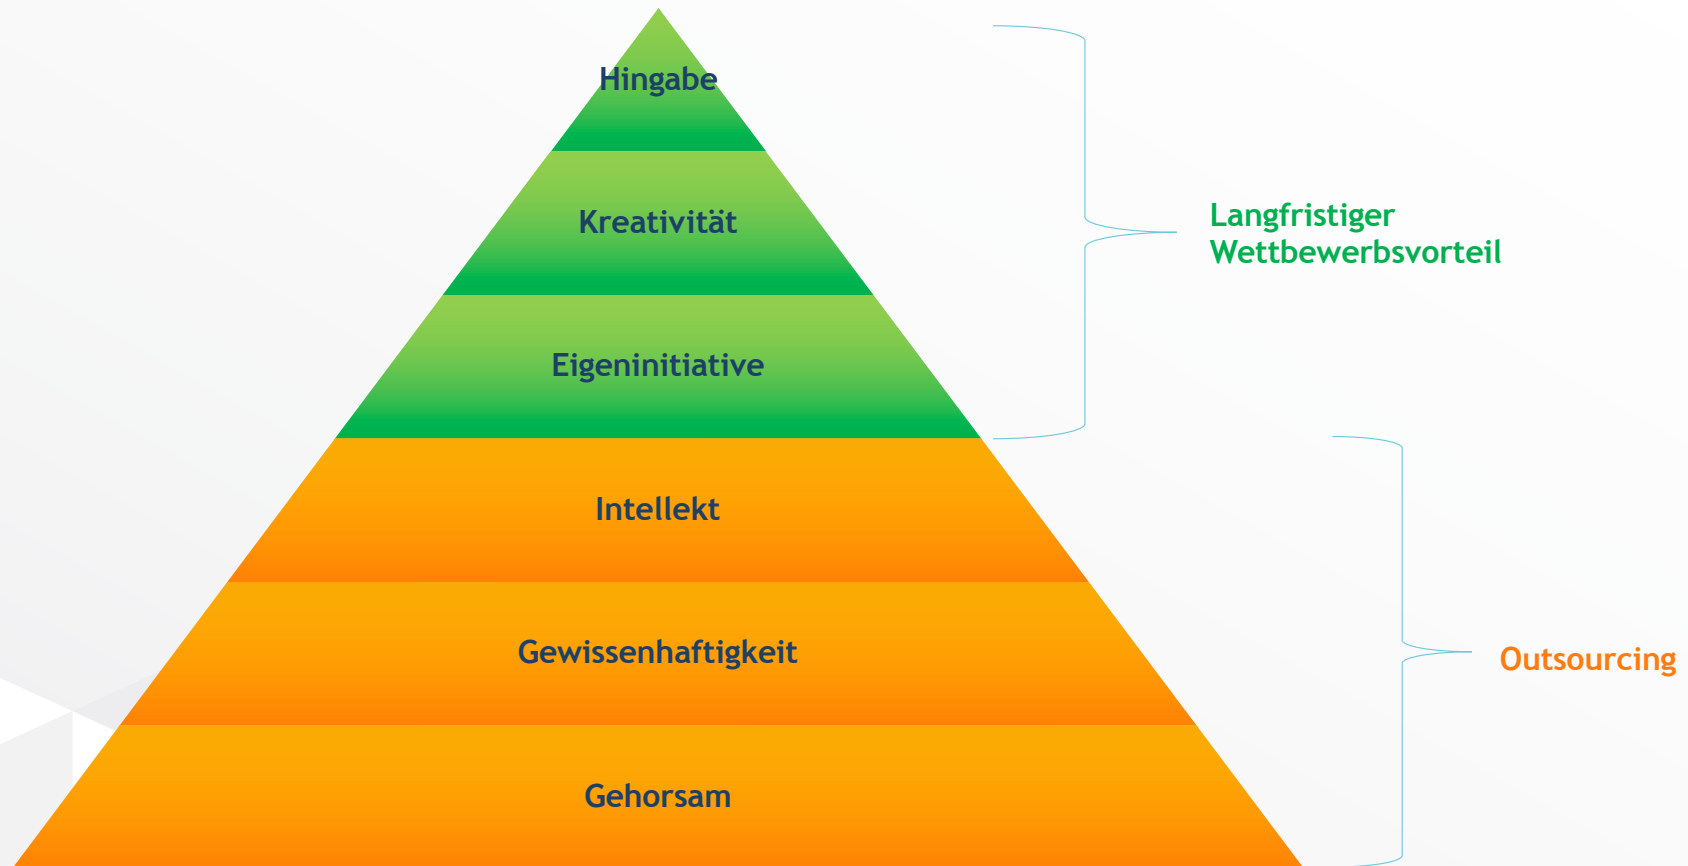 Hingabe
Kreativität
Langfristiger
Wettbewerbsvorteil
Eigeninitiative
Intellekt
Gewissenhaftigkeit
Outsourcing
Gehorsam